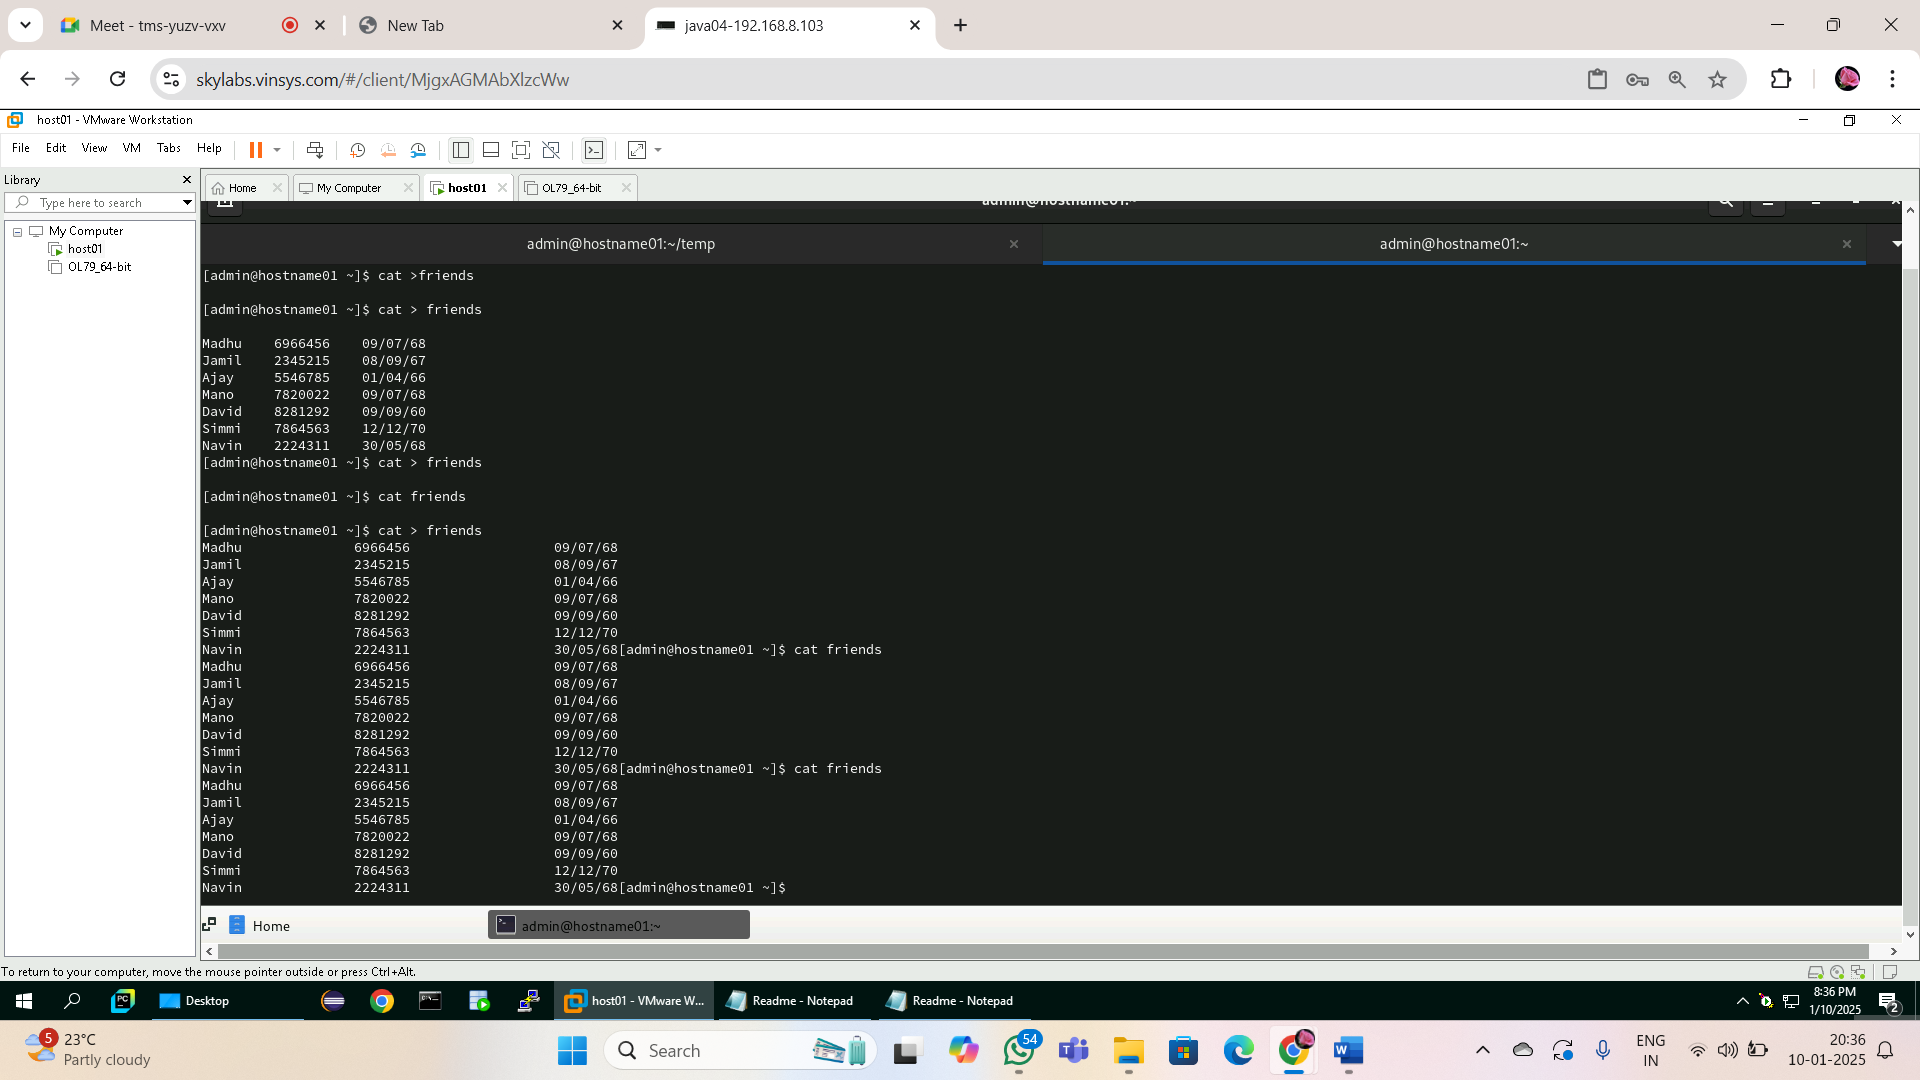 Meet - tms-yuzv-vxv
New Tab
java04-192.168.8.103
skylabs.vinsys.com/#/client/MjgxAGMAbXlzcWw
host01 - VMware Workstation
File Edit View VM Tabs Help
Library
Home
My Computer
host01
OL79_64-bit
Type here to search
My Computer
host01
OL79_64-bit
admin@hostname01:~
admin@hostname01:~/temp
admin@hostname01:~
[admin@hostname01 ~]$ cat >friends
[admin@hostname01 ~]$ cat > friends
Madhu 6966456 09/07/68
Jamil 2345215 08/09/67
Ajay 5546785 01/04/66
Mano 7820022 09/07/68
David 8281292 09/09/60
Simmi 7864563 12/12/70
Navin 2224311 30/05/68
[admin@hostname01 ~]$ cat > friends
[admin@hostname01 ~]$ cat friends
[admin@hostname01 ~]$ cat > friends
Madhu 6966456 09/07/68
Jamil 2345215 08/09/67
Ajay 5546785 01/04/66
Mano 7820022 09/07/68
David 8281292 09/09/60
Simmi 7864563 12/12/70
Navin 2224311 30/05/68[admin@hostname01 ~]$ cat friends
Madhu 6966456 09/07/68
Jamil 2345215 08/09/67
Ajay 5546785 01/04/66
Mano 7820022 09/07/68
David 8281292 09/09/60
Simmi 7864563 12/12/70
Navin 2224311 30/05/68[admin@hostname01 ~]$ cat friends
Madhu 6966456 09/07/68
Jamil 2345215 08/09/67
Ajay 5546785 01/04/66
Mano 7820022 09/07/68
David 8281292 09/09/60
Simmi 7864563 12/12/70
Navin 2224311 30/05/68[admin@hostname01 ~]$
Home
admin@hostname01:~
To return to your computer, move the mouse pointer outside or press Ctrl+Alt.
PC
Desktop
host01 - VMware W...
Readme - Notepad
Readme - Notepad
8:36 PM
1/10/2025
2
5
23°C
Partly cloudy
Search
54
W
ENG
IN
20:36
10-01-2025